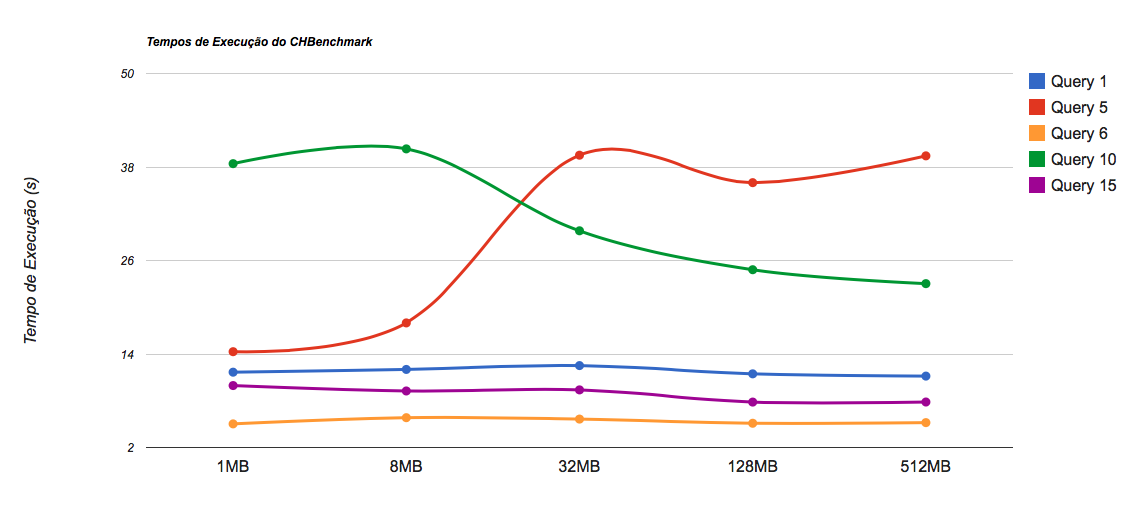 Tempos de Execução do CHBenchmark
Tempo de Execução (s)
50
38
26
14
2
1MB
8MB
32MB
128MB
512MB
Query 1
Query 5
Query 6
Query 10
Query 15